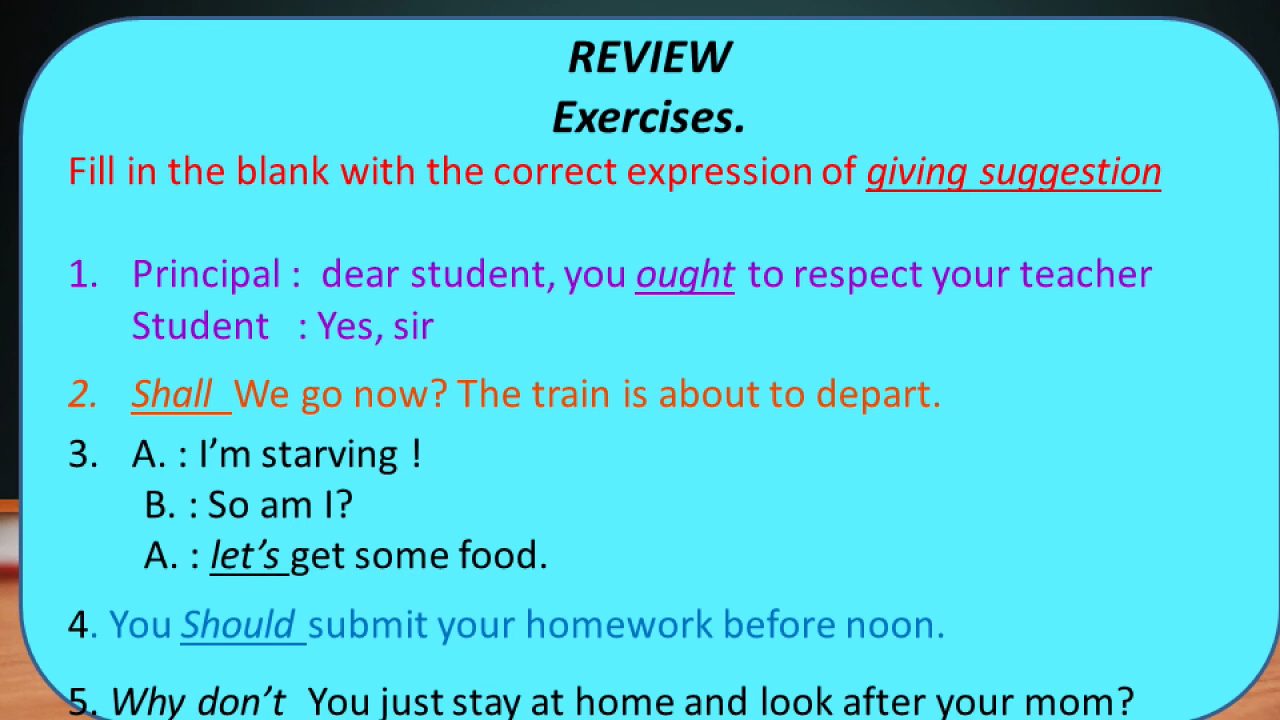 REVIEW
Exercises.
Fill in the blank with the correct expression of giving suggestion
1. Principal : dear student, you ought to respect your teacher
Student : Yes, sir
2. Shall We go now? The train is about to depart.
3. A. : I’m starving !
B. : So am I?
A. : let’s get some food.
4. You Should submit your homework before noon.
5. Why don’t You just stay at home and look after your mom?